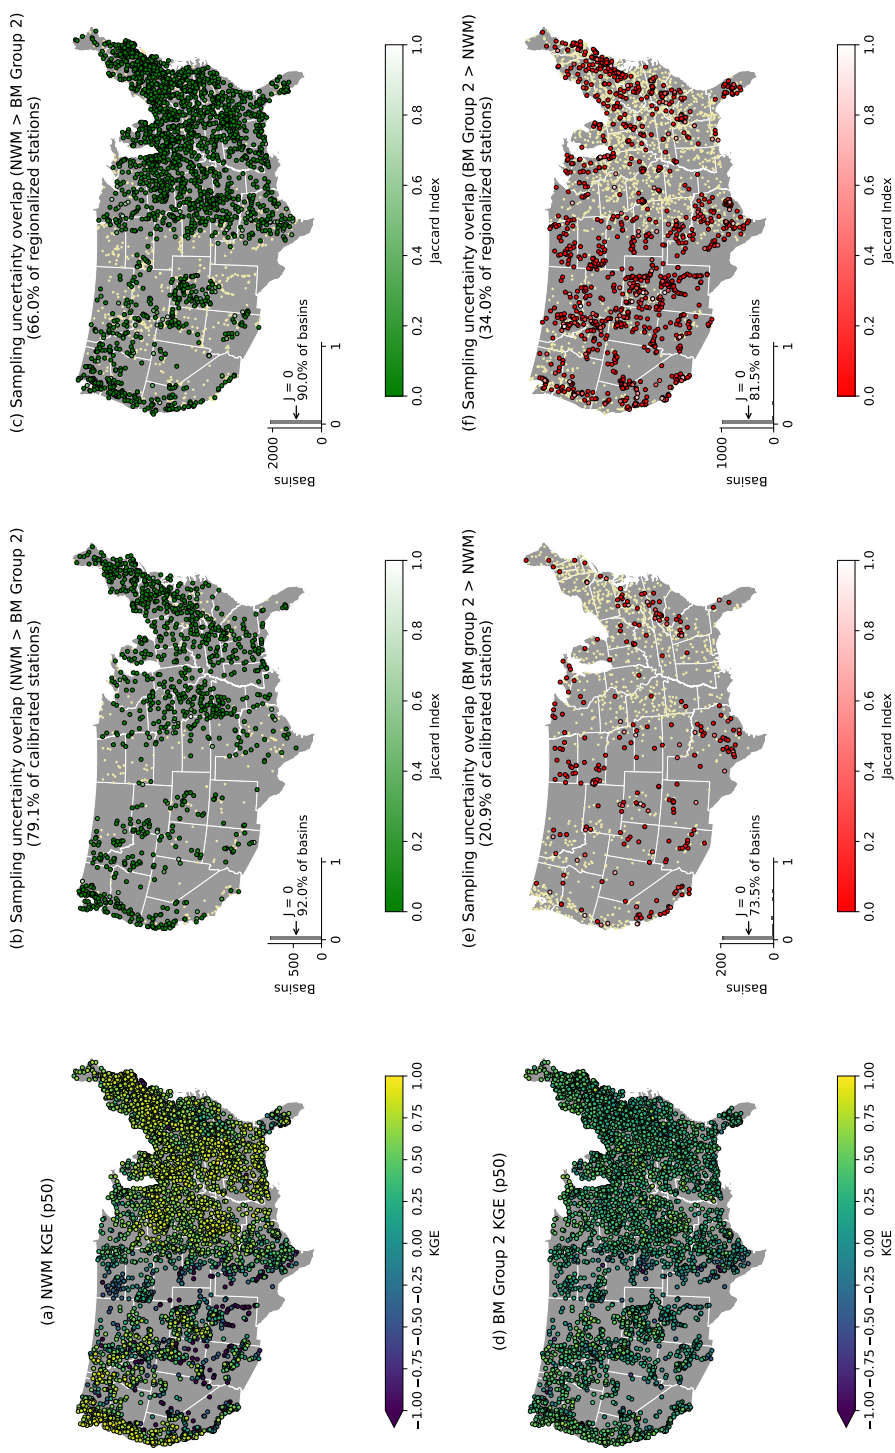 (a) NWM KGE (p50)
−1.00 −0.75 −0.50 −0.25 0.00 0.25 0.50 0.75 1.00
KGE
(b) Sampling uncertainty overlap (NWM > BM Group 2)
(79.1% of calibrated stations)
Basins
500
0
0 1
J = 0
92.0% of basins
0.0 0.2 0.4 0.6 0.8 1.0
Jaccard Index
(c) Sampling uncertainty overlap (NWM > BM Group 2)
(66.0% of regionalized stations)
Basins
2000
0
0 1
J = 0
90.0% of basins
0.0 0.2 0.4 0.6 0.8 1.0
Jaccard Index
(d) BM Group 2 KGE (p50)
−1.00 −0.75 −0.50 −0.25 0.00 0.25 0.50 0.75 1.00
KGE
(e) Sampling uncertainty overlap (BM group 2 > NWM)
(20.9% of calibrated stations)
Basins
200
0
0 1
J = 0
73.5% of basins
0.0 0.2 0.4 0.6 0.8 1.0
Jaccard Index
(f) Sampling uncertainty overlap (BM Group 2 > NWM)
(34.0% of regionalized stations)
Basins
1000
0
0 1
J = 0
81.5% of basins
0.0 0.2 0.4 0.6 0.8 1.0
Jaccard Index